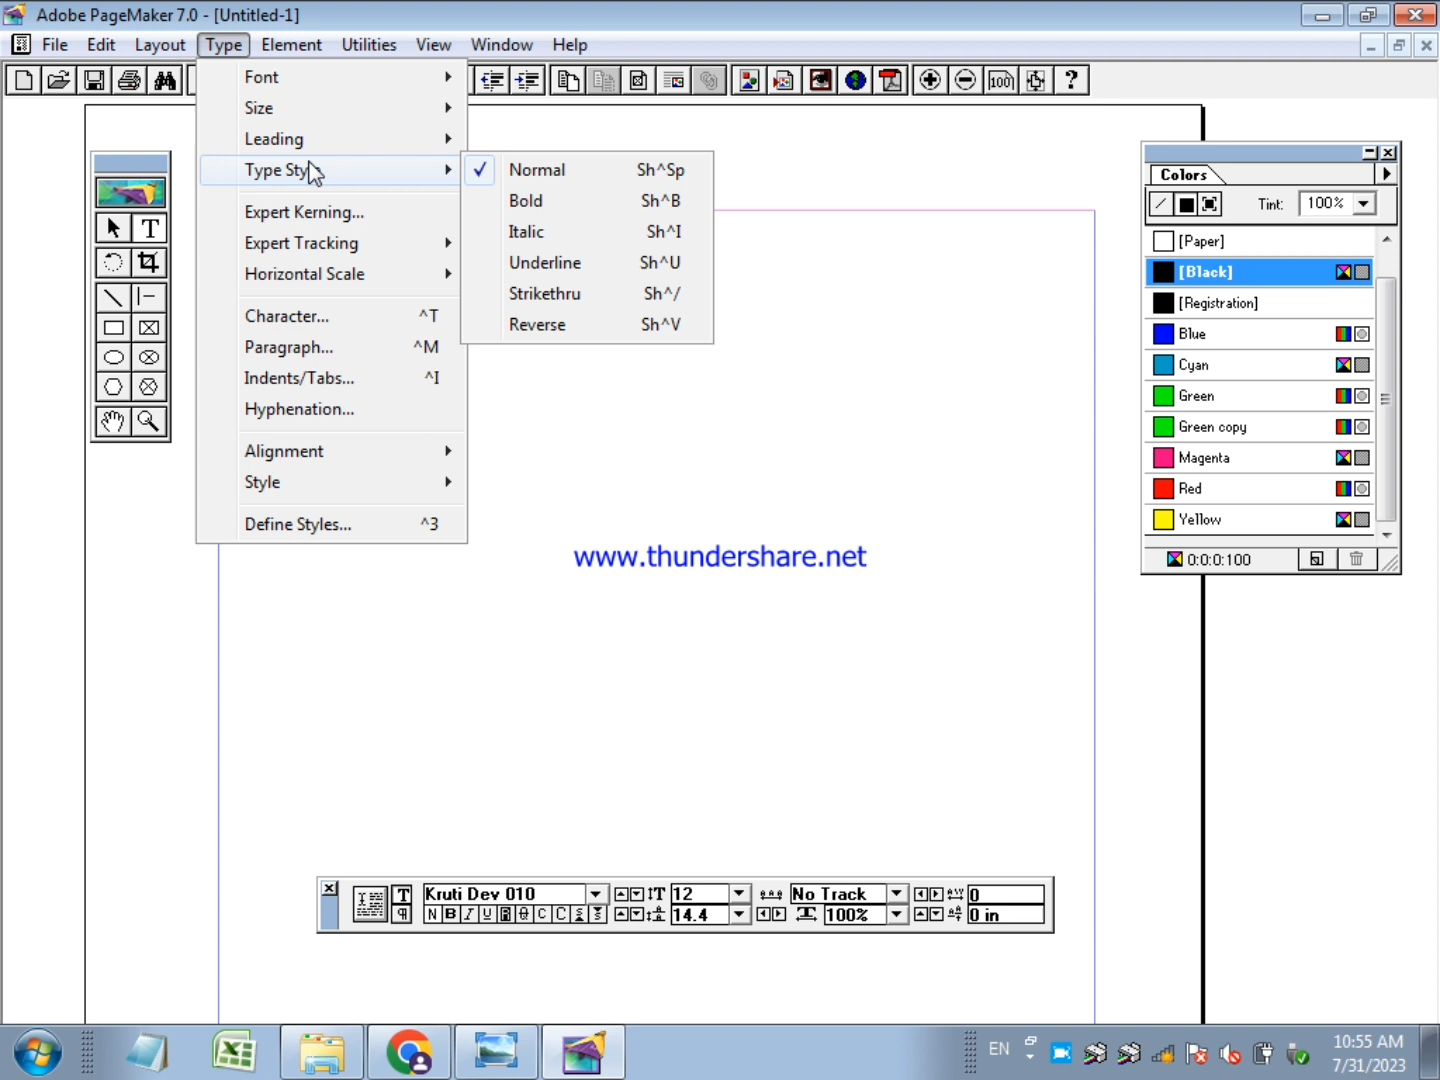 Adobe PageMaker 7.0 - [Untitled-1]
File Edit Layout Type Element Utilities View Window Help
Font
Size
Leading
Type
Expert Kerning...
Expert Tracking
Horizontal Scale
Character... ^T
Paragraph... ^M
Indents/Tabs... ^I
Hyphenation...
Alignment
Style
Define Styles... ^3
Normal Sh^Sp
Bold Sh^B
Italic Sh^I
Underline Sh^U
Strikethru Sh^/
Reverse Sh^V
T
100
?
Colors
Tint: 100%
[Paper]
[Black]
[Registration]
Blue
Cyan
Green
Green copy
Magenta
Red
Yellow
0:0:0:100
www.thundershare.net
T Kruti Dev 010 T 12 No Track 0
N B I U R C C 14.4 100% 0 in
EN
10:55 AM
7/31/2023